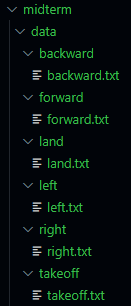 midterm
data
backward
backward.txt
forward
forward.txt
land
land.txt
left
left.txt
right
right.txt
takeoff
takeoff.txt